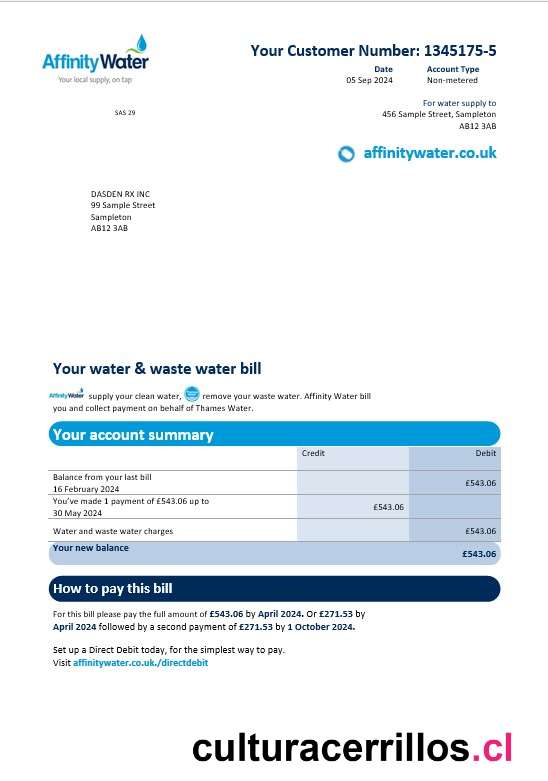 AffinityWater
Your local supply, on tap
Your Customer Number: 1345175-5
Date Account Type
05 Sep 2024 Non-metered
SAS 29
For water supply to
456 Sample Street, Sampleton
AB12 3AB
affinitywater.co.uk
DASDEN RX INC
99 Sample Street
Sampleton
AB12 3AB
Your water & waste water bill
AffinityWater supply your clean water, remove your waste water. Affinity Water bill
you and collect payment on behalf of Thames Water.
Your account summary
Credit Debit
Balance from your last bill
16 February 2024 £543.06
You've made 1 payment of £543.06 up to
30 May 2024 £543.06
Water and waste water charges £543.06
Your new balance £543.06
How to pay this bill
For this bill please pay the full amount of £543.06 by April 2024. Or £271.53 by
April 2024 followed by a second payment of £271.53 by 1 October 2024.
Set up a Direct Debit today, for the simplest way to pay.
Visit affinitywater.co.uk./directdebit
culturacerrillos.cl